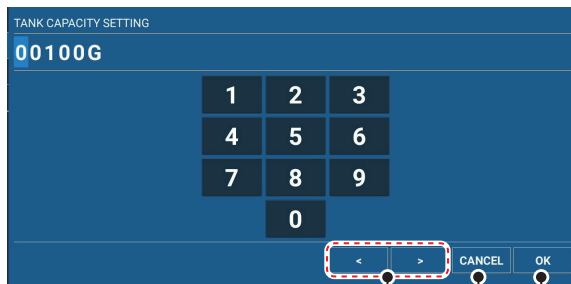 TANK CAPACITY SETTING
00100G
1 2 3
4 5 6
7 8 9
0
< > CANCEL OK